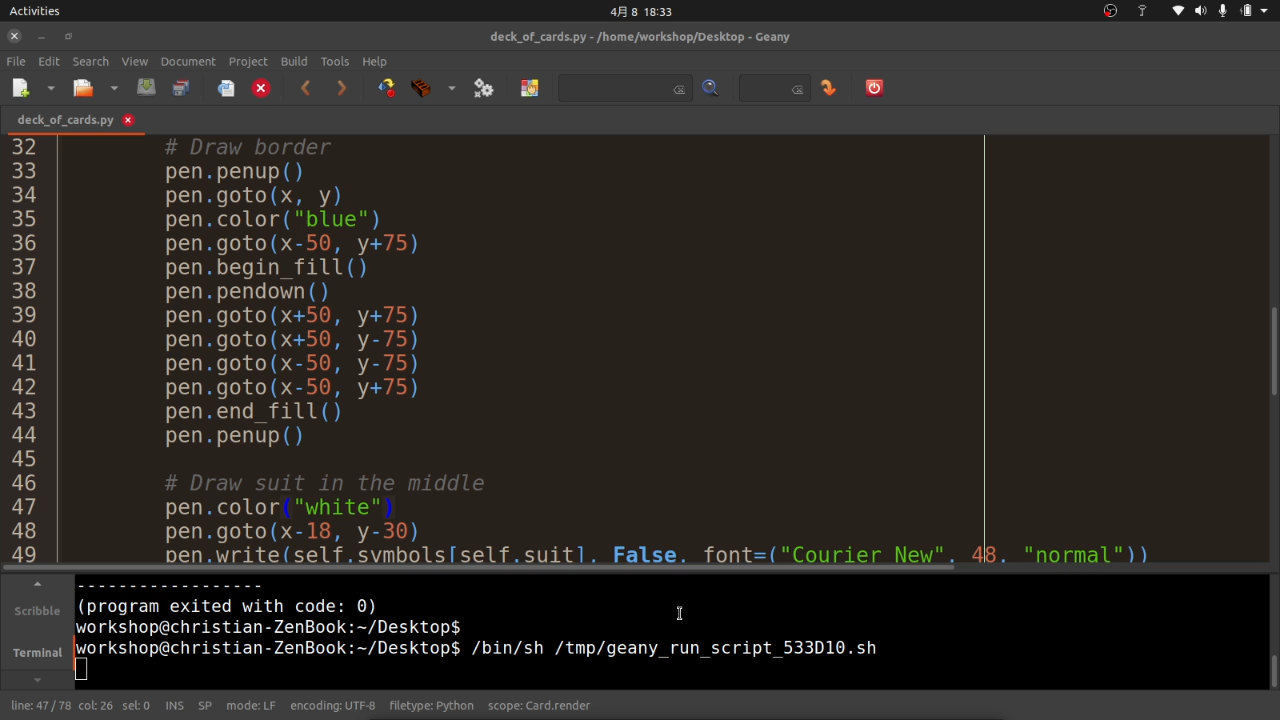 Activities
4月 8 18:33
deck_of_cards.py - /home/workshop/Desktop - Geany
File Edit Search View Document Project Build Tools Help
deck_of_cards.py
32 # Draw border
33 pen.penup()
34 pen.goto(x, y)
35 pen.color("blue")
36 pen.goto(x-50, y+75)
37 pen.begin_fill()
38 pen.pendown()
39 pen.goto(x+50, y+75)
40 pen.goto(x+50, y-75)
41 pen.goto(x-50, y-75)
42 pen.goto(x-50, y+75)
43 pen.end_fill()
44 pen.penup()
45
46 # Draw suit in the middle
47 pen.color("white")
48 pen.goto(x-18, y-30)
49 pen.write(self.symbols[self.suit], False, font=("Courier New", 48, "normal"))
------------------
Scribble
(program exited with code: 0)
workshop@christian-ZenBook:~/Desktop$
Terminal
workshop@christian-ZenBook:~/Desktop$ /bin/sh /tmp/geany_run_script_533D10.sh
line: 47 / 78 col: 26 sel: 0 INS SP mode: LF encoding: UTF-8 filetype: Python scope: Card.render